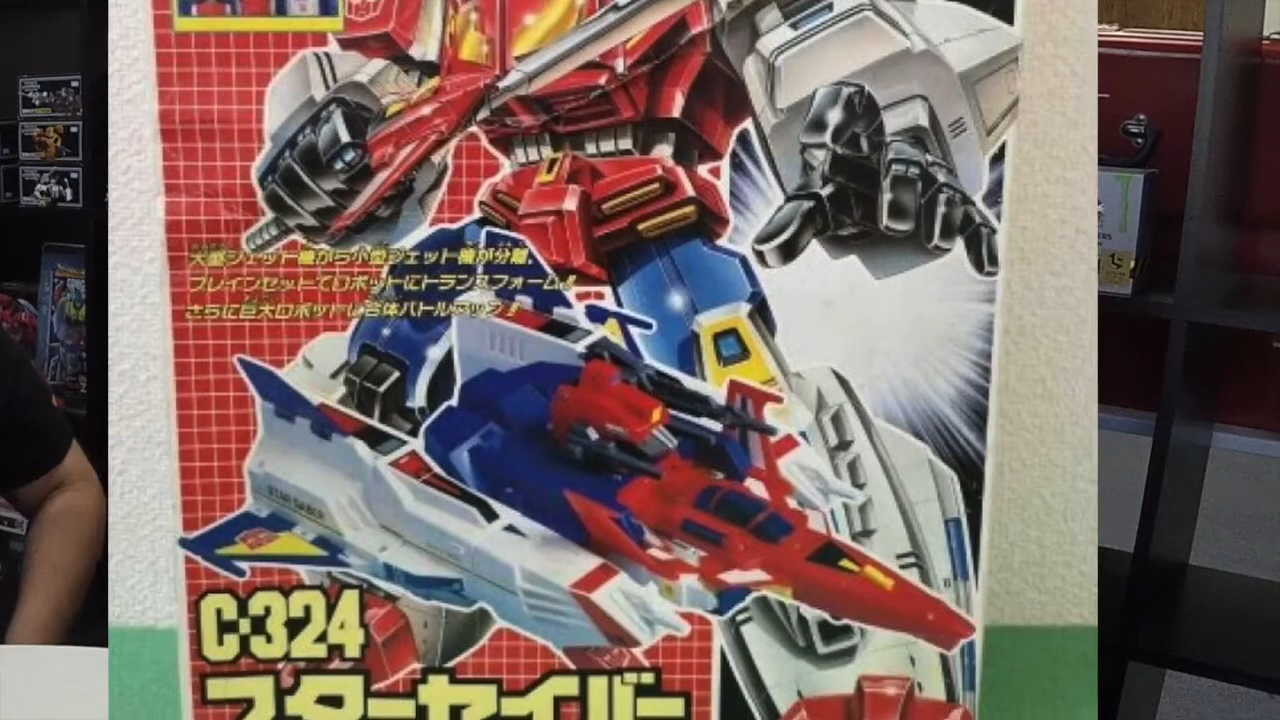 大型ジェット機から小型ジェット機が分離。
ブレインセットでロボットにトランスフォーム!!
さらに巨大ロボットに合体バトルアップ!!
STAR SABER
C-324
スターセイバー